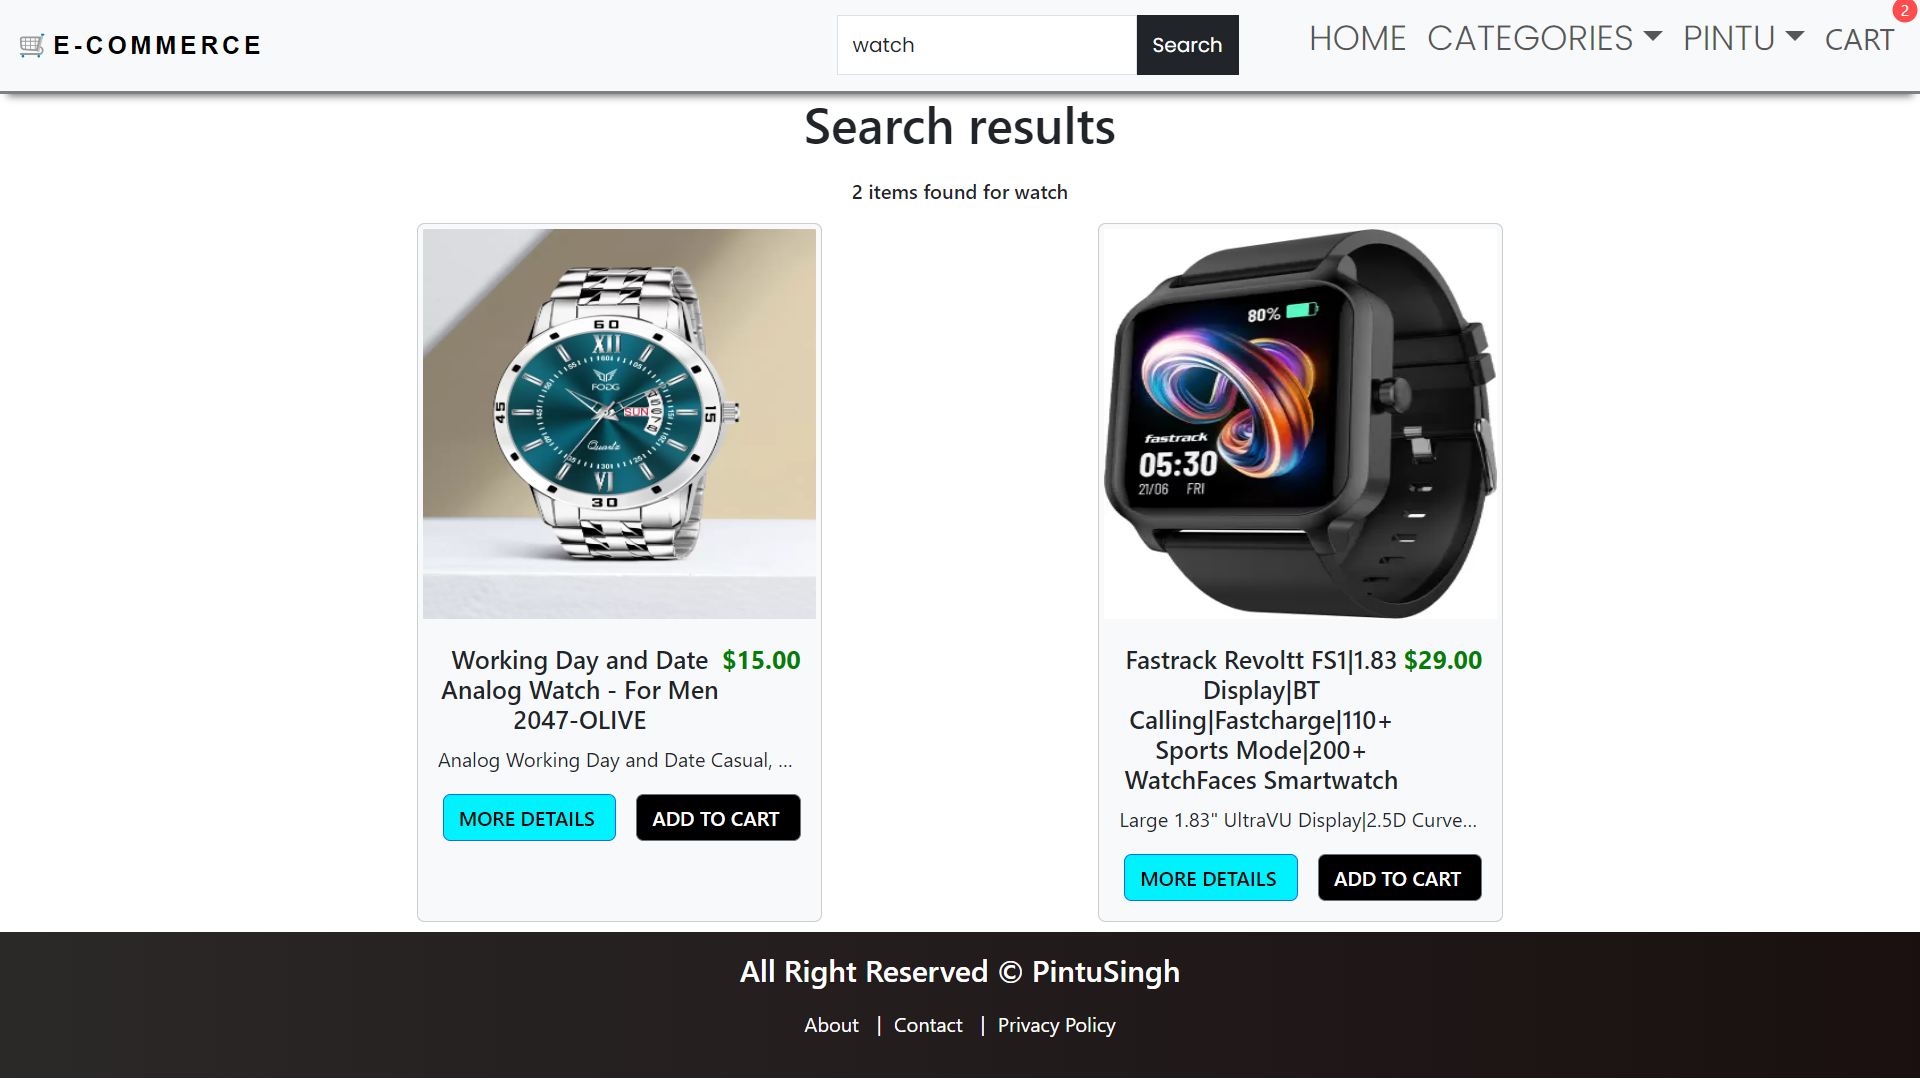 E-COMMERCE
watch
Search
HOME
CATEGORIES
PINTU
CART
2
Search results
2 items found for watch
60
XII
FODG
SUN
Quartz
45
15
VI
30
80%
fastrack
05:30
21/06 FRI
Working Day and Date
Analog Watch - For Men
2047-OLIVE
$15.00
Analog Working Day and Date Casual, ...
MORE DETAILS
ADD TO CART
Fastrack Revoltt FS1|1.83
Display|BT
Calling|Fastcharge|110+
Sports Mode|200+
WatchFaces Smartwatch
$29.00
Large 1.83" UltraVU Display|2.5D Curve...
MORE DETAILS
ADD TO CART
All Right Reserved © PintuSingh
About | Contact | Privacy Policy